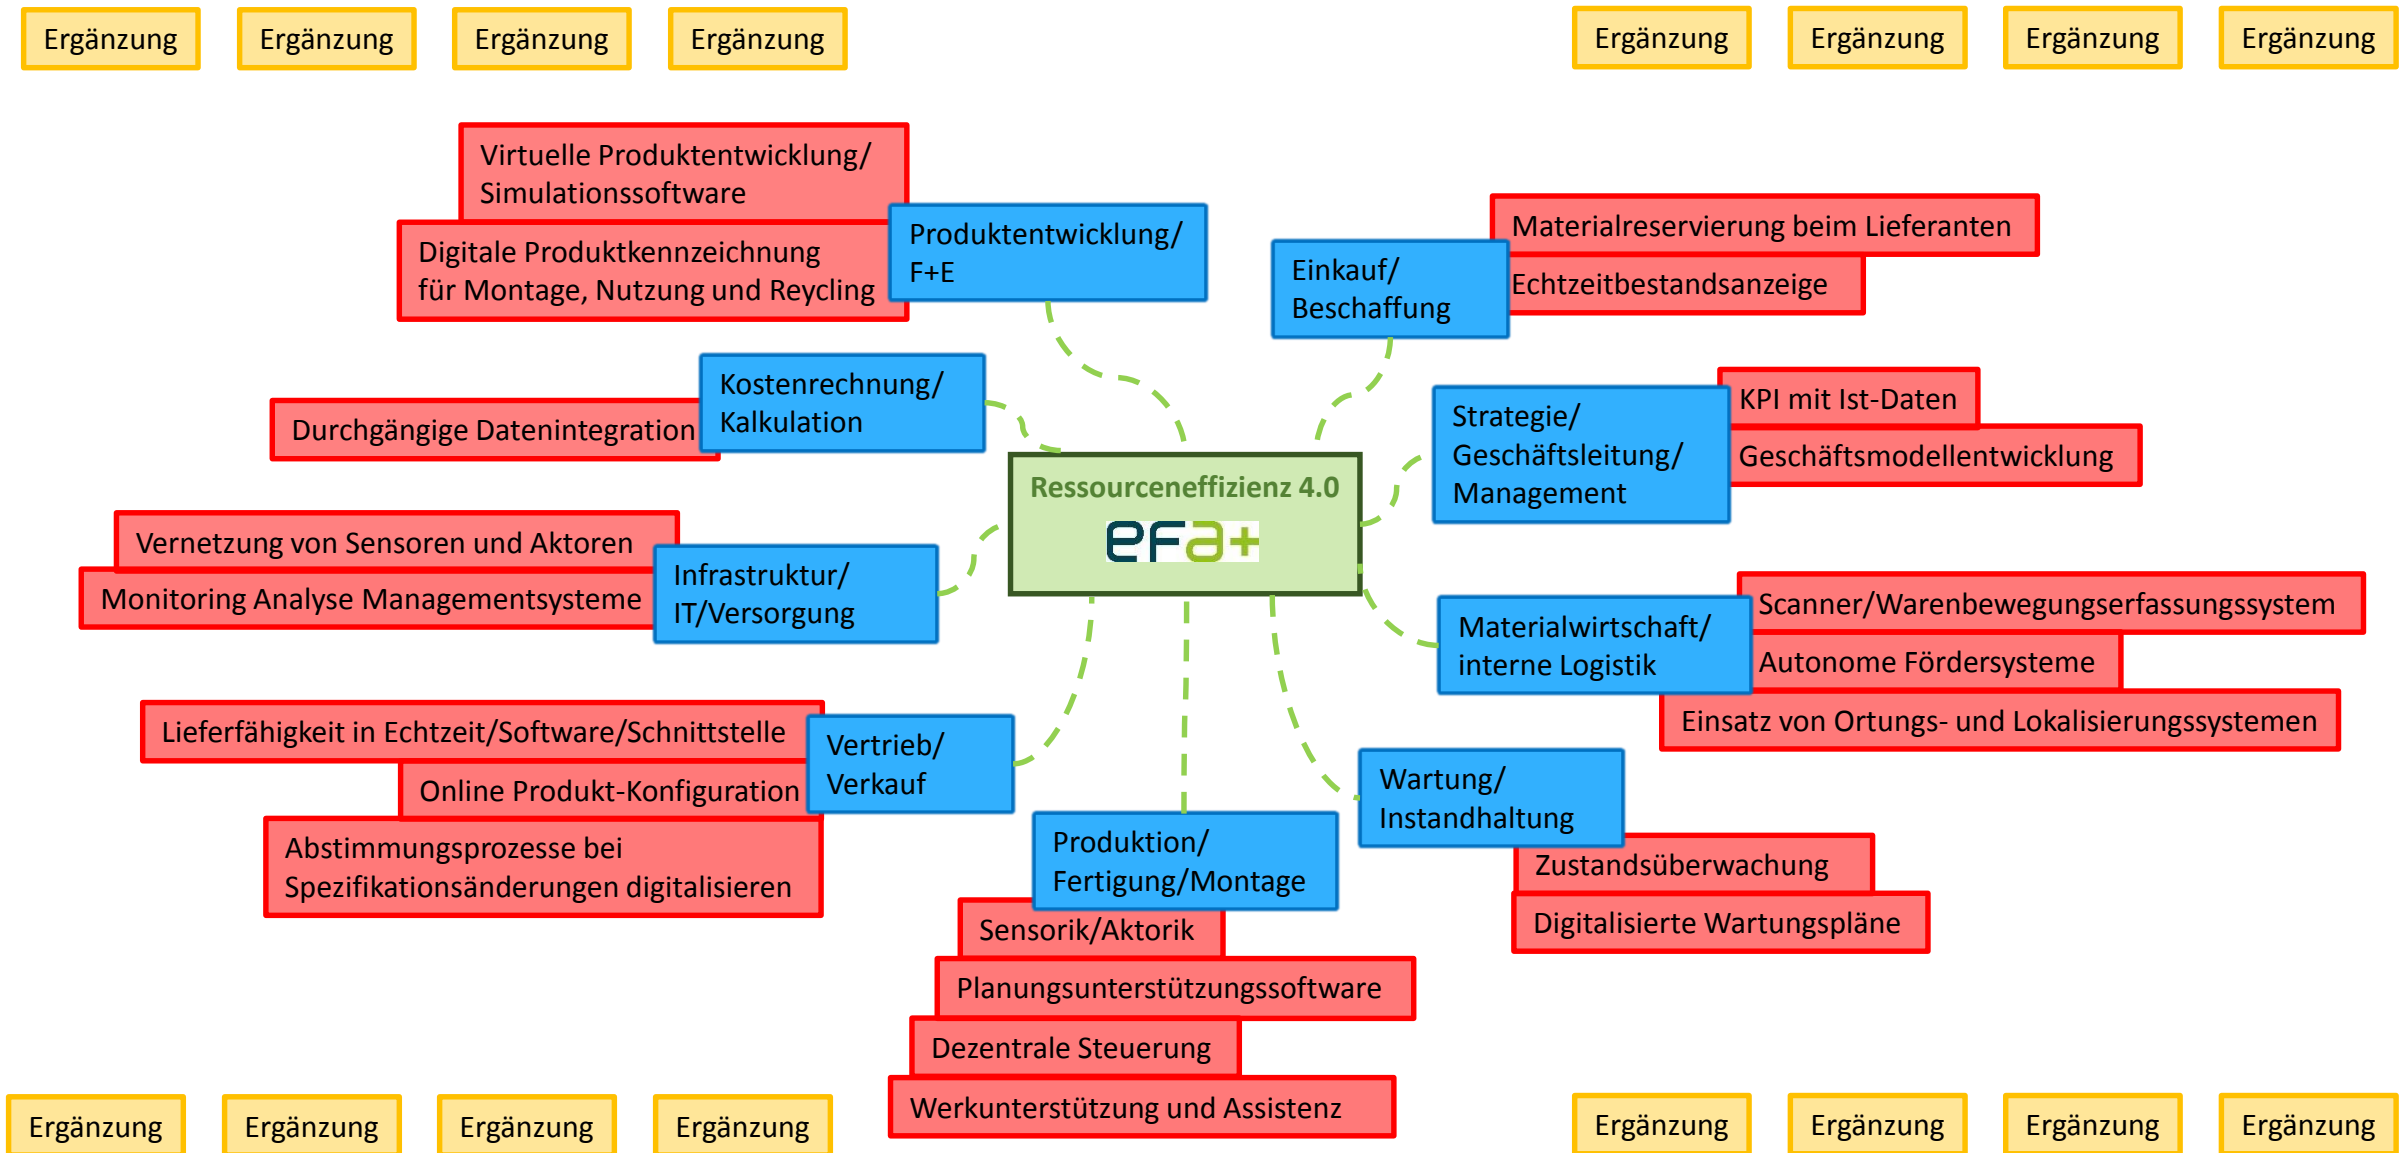 Ergänzung
Ergänzung
Ergänzung
Ergänzung
Ergänzung
Ergänzung
Ergänzung
Ergänzung
Virtuelle Produktentwicklung/
Simulationssoftware
Digitale Produktkennzeichnung
für Montage, Nutzung und Reycling
Produktentwicklung/
F+E
Einkauf/
Beschaffung
Materialreservierung beim Lieferanten
Echtzeitbestandsanzeige
Kostenrechnung/
Kalkulation
Durchgängige Datenintegration
Strategie/
Geschäftsleitung/
Management
KPI mit Ist-Daten
Geschäftsmodellentwicklung
Ressourceneffizienz 4.0
efa+
Vernetzung von Sensoren und Aktoren
Monitoring Analyse Managementsysteme
Infrastruktur/
IT/Versorgung
Materialwirtschaft/
interne Logistik
Scanner/Warenbewegungserfassungssystem
Autonome Fördersysteme
Einsatz von Ortungs- und Lokalisierungssystemen
Lieferfähigkeit in Echtzeit/Software/Schnittstelle
Online Produkt-Konfiguration
Abstimmungsprozesse bei
Spezifikationsänderungen digitalisieren
Vertrieb/
Verkauf
Wartung/
Instandhaltung
Zustandsüberwachung
Digitalisierte Wartungspläne
Produktion/
Fertigung/Montage
Sensorik/Aktorik
Planungsunterstützungssoftware
Dezentrale Steuerung
Werkunterstützung und Assistenz
Ergänzung
Ergänzung
Ergänzung
Ergänzung
Ergänzung
Ergänzung
Ergänzung
Ergänzung